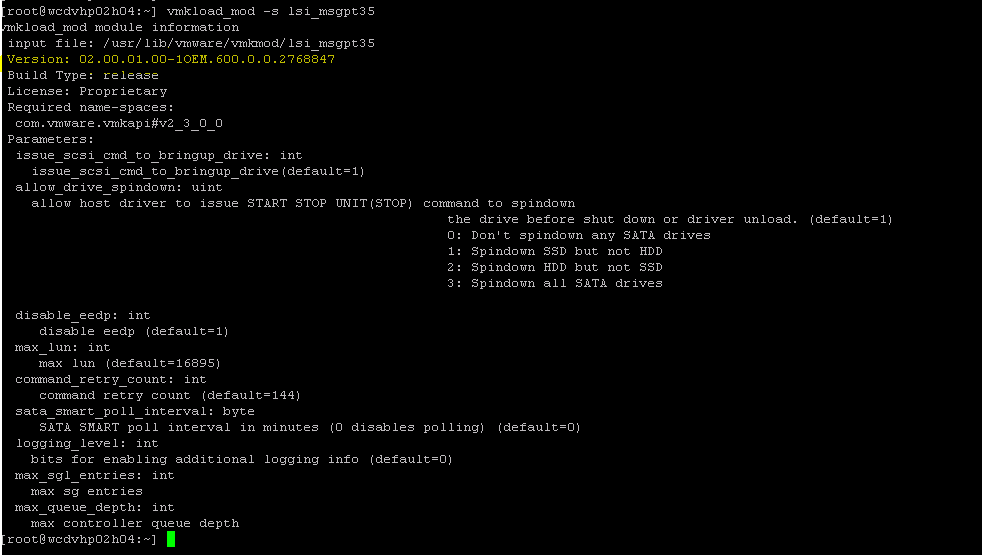 [root@wcdvhp02h04:~] vmkload_mod -s lsi_msgpt35
vmkload_mod module information
input file: /usr/lib/vmware/vmkmod/lsi_msgpt35
Version: 02.00.01.00-1OEM.600.0.0.2768847
Build Type: release
License: Proprietary
Required name-spaces:
com.vmware.vmkapi#v2_3_0_0
Parameters:
issue_scsi_cmd_to_bringup_drive: int
issue_scsi_cmd_to_bringup_drive(default=1)
allow_drive_spindown: uint
allow host driver to issue START STOP UNIT(STOP) command to spindown
the drive before shut down or driver unload. (default=1)
0: Don't spindown any SATA drives
1: Spindown SSD but not HDD
2: Spindown HDD but not SSD
3: Spindown all SATA drives
disable_eedp: int
disable eedp (default=1)
max_lun: int
max lun (default=16895)
command_retry_count: int
command retry count (default=144)
sata_smart_poll_interval: byte
SATA SMART poll interval in minutes (0 disables polling) (default=0)
logging_level: int
bits for enabling additional logging info (default=0)
max_sgl_entries: int
max sg entries
max_queue_depth: int
max controller queue depth
[root@wcdvhp02h04:~]